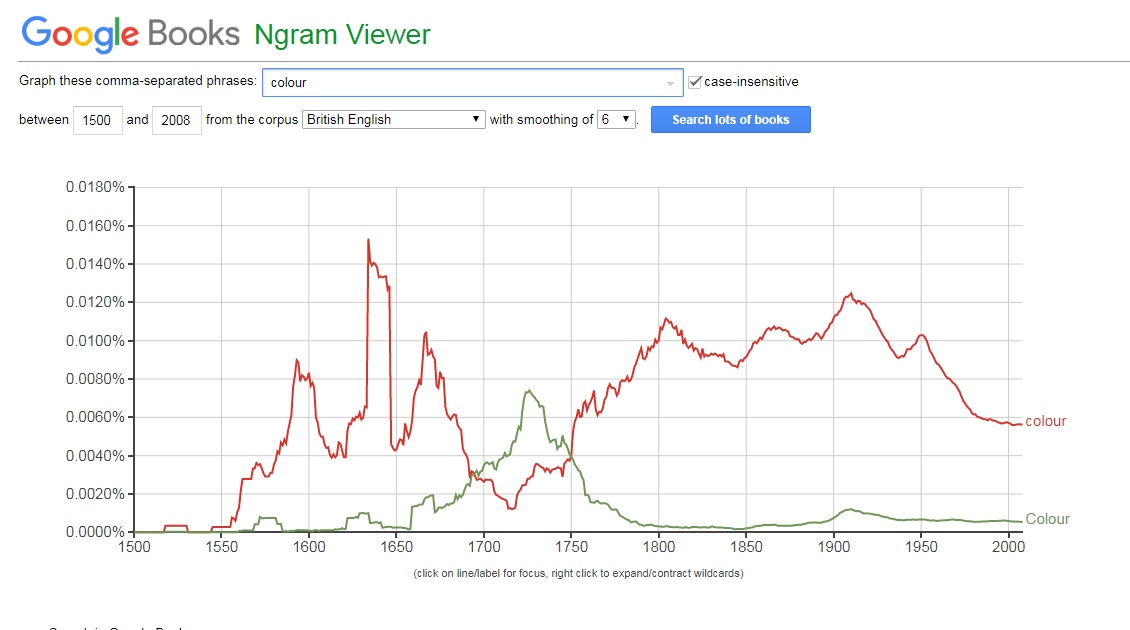 Google Books Ngram Viewer
Graph these comma-separated phrases: colour case-insensitive
between 1500 and 2008 from the corpus British English with smoothing of 6 . Search lots of books
0.0180%
0.0160%
0.0140%
0.0120%
0.0100%
0.0080%
0.0060%
colour
0.0040%
0.0020%
Colour
0.0000%
1500 1550 1600 1650 1700 1750 1800 1850 1900 1950 2000
(click on line/label for focus, right click to expand/contract wildcards)